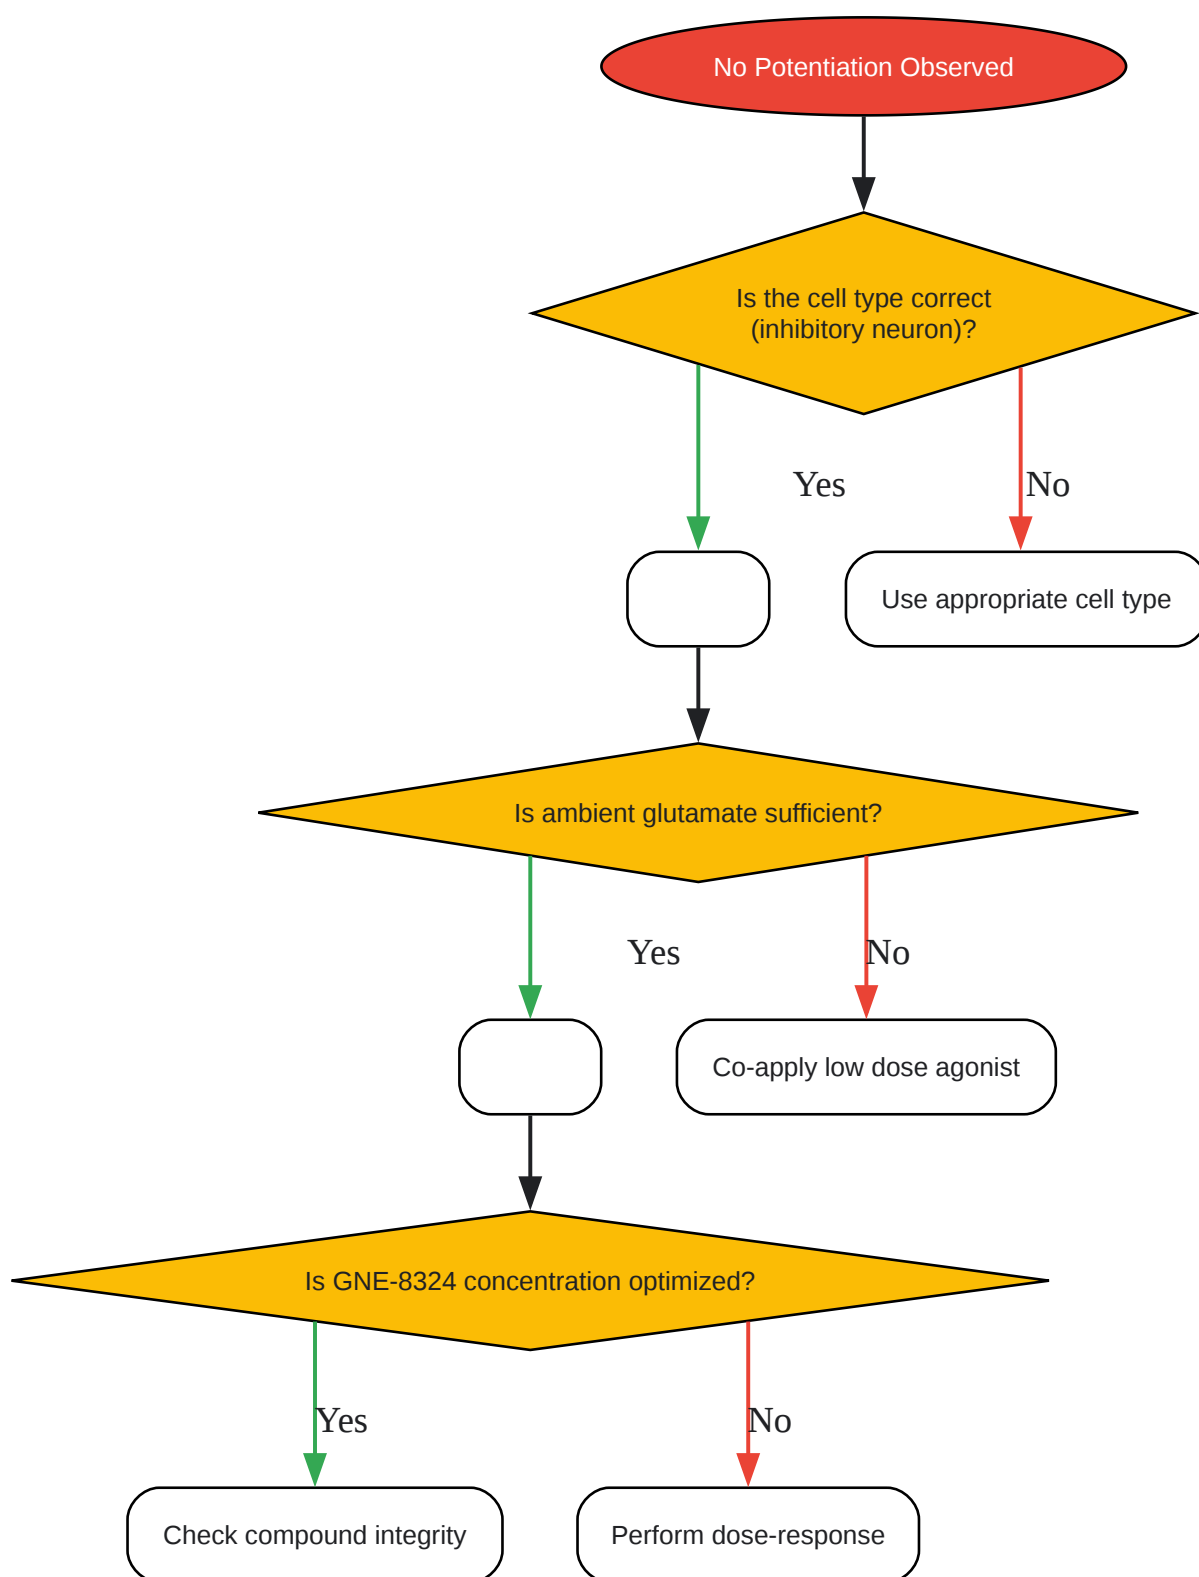 No Potentiation Observed
Is the cell type correct
(inhibitory neuron)?
Yes
No
Use appropriate cell type
Is ambient glutamate sufficient?
Yes
No
Co-apply low dose agonist
Is GNE-8324 concentration optimized?
Yes
No
Check compound integrity
Perform dose-response